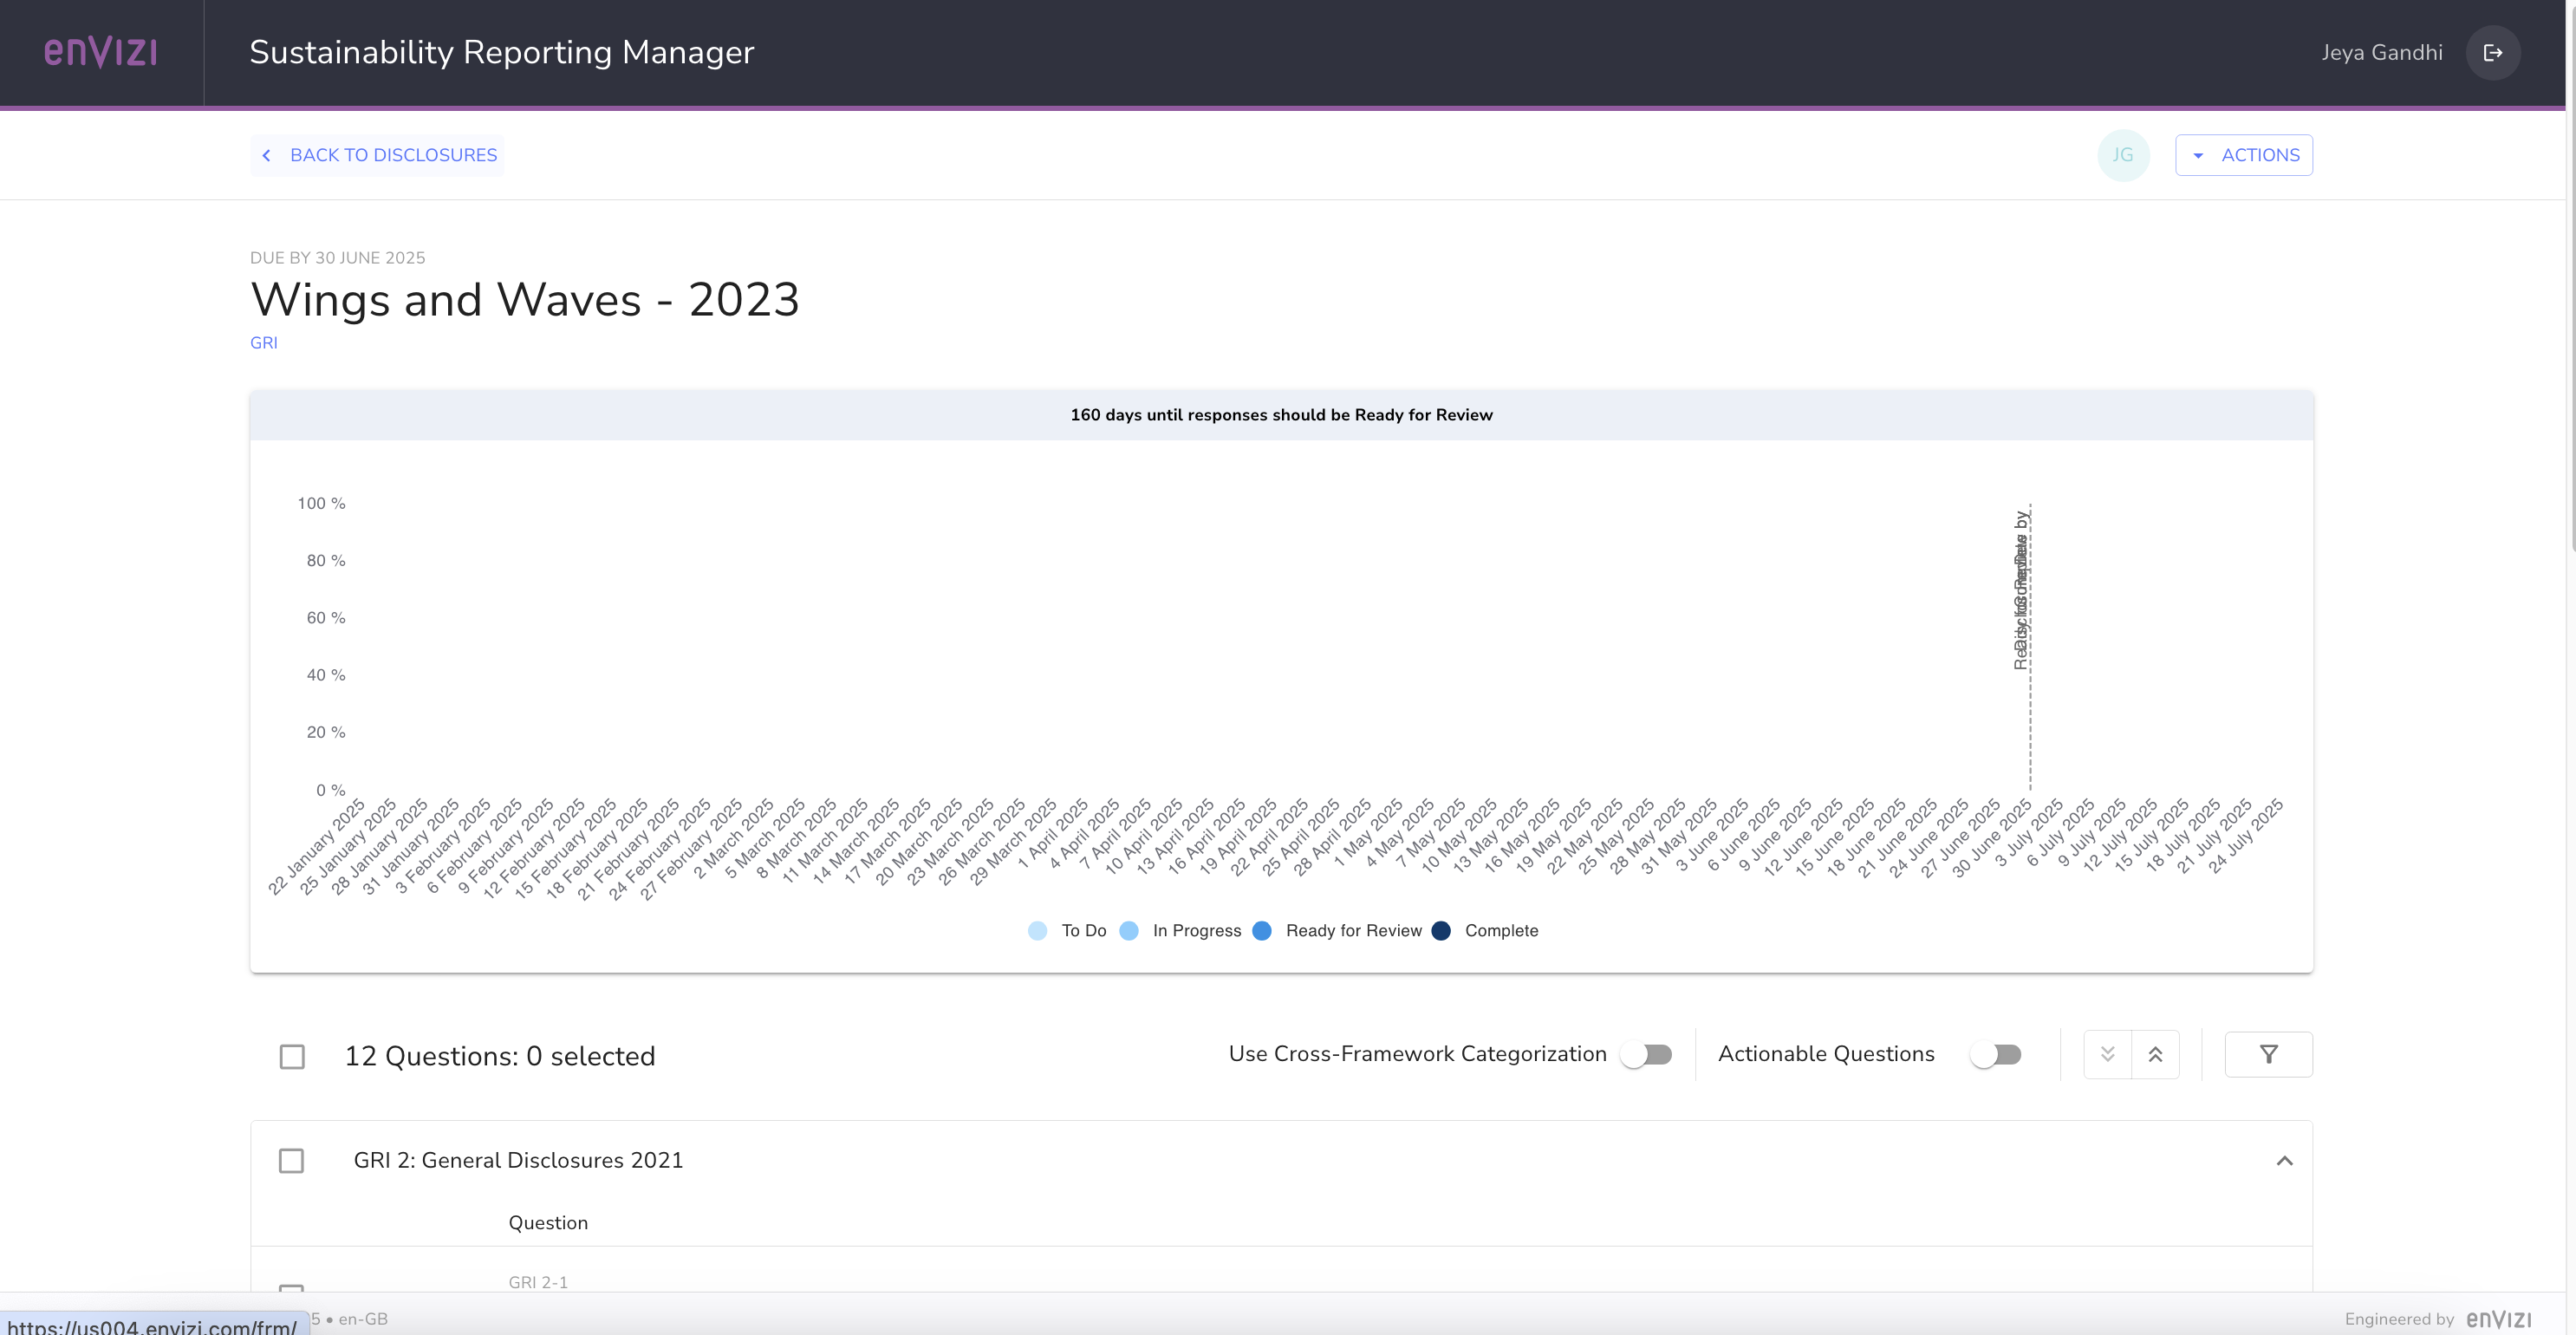 enVIZI
Sustainability Reporting Manager
Jeya Gandhi
BACK TO DISCLOSURES
JG
ACTIONS
DUE BY 30 JUNE 2025
Wings and Waves - 2023
GRI
160 days until responses should be Ready for Review
100 %
80 %
60 %
40 %
20 %
0 %
22 January 2025
25 January 2025
28 January 2025
31 January 2025
3 February 2025
6 February 2025
9 February 2025
12 February 2025
15 February 2025
18 February 2025
21 February 2025
24 February 2025
27 February 2025
2 March 2025
5 March 2025
8 March 2025
11 March 2025
14 March 2025
17 March 2025
20 March 2025
23 March 2025
26 March 2025
29 March 2025
1 April 2025
4 April 2025
7 April 2025
10 April 2025
13 April 2025
16 April 2025
19 April 2025
22 April 2025
25 April 2025
28 April 2025
1 May 2025
4 May 2025
7 May 2025
10 May 2025
13 May 2025
16 May 2025
19 May 2025
22 May 2025
25 May 2025
28 May 2025
31 May 2025
3 June 2025
6 June 2025
9 June 2025
12 June 2025
15 June 2025
18 June 2025
21 June 2025
24 June 2025
27 June 2025
30 June 2025
3 July 2025
6 July 2025
9 July 2025
12 July 2025
15 July 2025
18 July 2025
21 July 2025
24 July 2025
To Do
In Progress
Ready for Review
Complete
12 Questions: 0 selected
Use Cross-Framework Categorization
Actionable Questions
GRI 2: General Disclosures 2021
Question
GRI 2-1
https://us004.envizi.com/frm/
5 • en-GB
Engineered by enVIZI